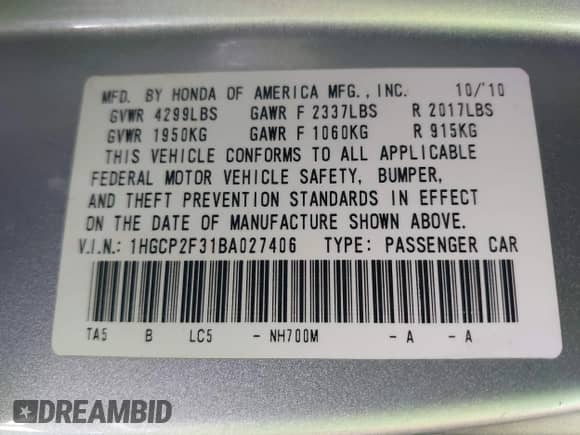 MFD. BY HONDA OF AMERICA MFG., INC. 10/'10
GVWR 4299LBS GAWR F 2337LBS R 2017LBS
GVWR 1950KG GAWR F 1060KG R 915KG
THIS VEHICLE CONFORMS TO ALL APPLICABLE
FEDERAL MOTOR VEHICLE SAFETY, BUMPER,
AND THEFT PREVENTION STANDARDS IN EFFECT
ON THE DATE OF MANUFACTURE SHOWN ABOVE.
V.I.N.: 1HGCP2F31BA027406 TYPE: PASSENGER CAR
TA5 B LC5 - NH700M - A - A
DREAMBID